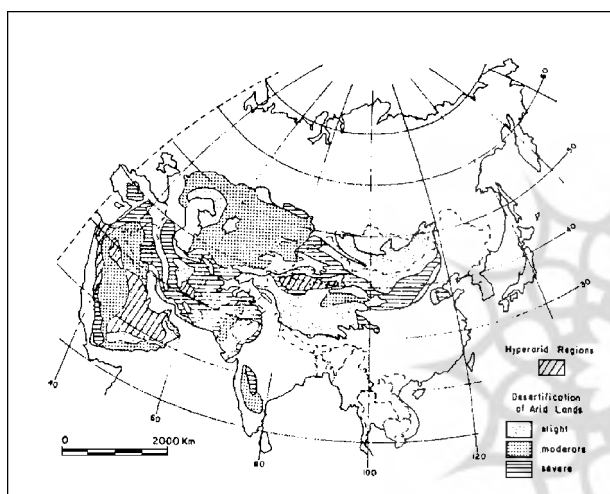 60
50
40
30
Hyperarid Regions
Desertification
of Arid Lands
slight
moderate
severe
40
60
80
100
120
0 2000 Km